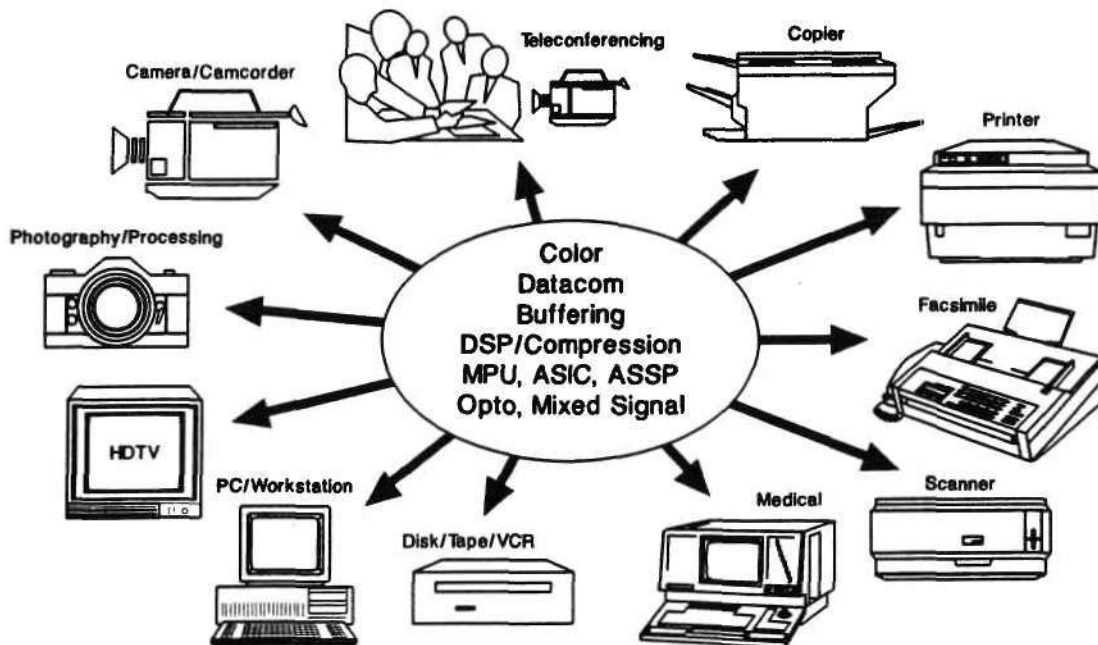 Teleconferencing
Copier
Camera/Camcorder
Printer
Photography/Processing
Color
Datacom
Buffering
DSP/Compression
MPU, ASIC, ASSP
Opto, Mixed Signal
Facsimile
HDTV
PC/Workstation
Disk/Tape/VCR
Medical
Scanner